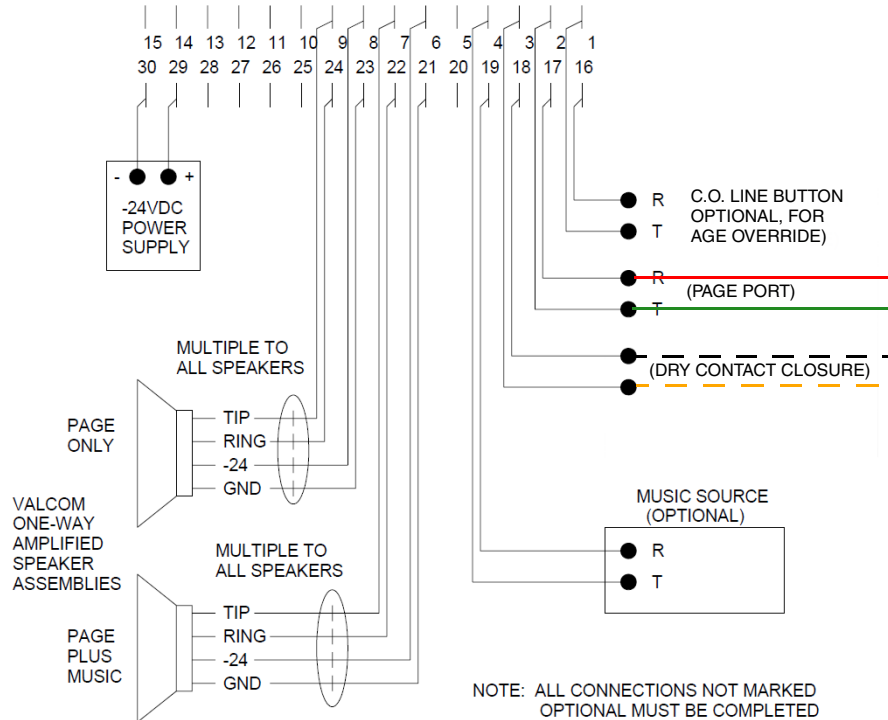 15 14 13 12 11 10 9 8 7 6 5 4 3 2 1
30 29 28 27 26 25 24 23 22 21 20 19 18 17 16
- +
-24VDC
POWER
SUPPLY
R C.O. LINE BUTTON
OPTIONAL, FOR
T AGE OVERRIDE)
R
(PAGE PORT)
T
(DRY CONTACT CLOSURE)
MULTIPLE TO
ALL SPEAKERS
PAGE
ONLY
TIP
RING
-24
GND
VALCOM
ONE-WAY
AMPLIFIED
SPEAKER
ASSEMBLIES
MUSIC SOURCE
(OPTIONAL)
R
T
MULTIPLE TO
ALL SPEAKERS
PAGE
PLUS
MUSIC
TIP
RING
-24
GND
NOTE: ALL CONNECTIONS NOT MARKED
OPTIONAL MUST BE COMPLETED